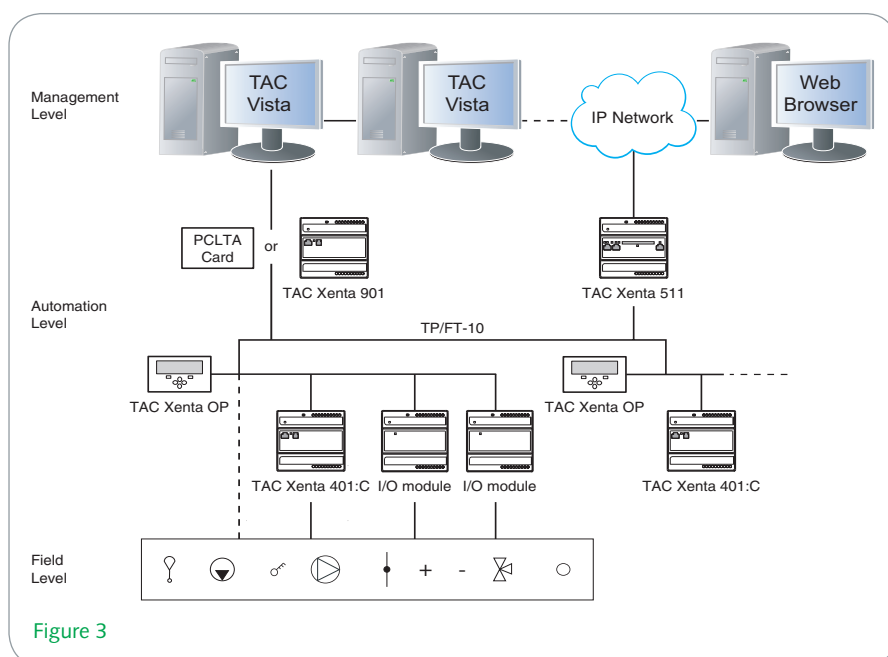 Management
Level
TAC
Vista
TAC
Vista
IP Network
Web
Browser
PCLTA
Card
or
TAC Xenta 901
TAC Xenta 511
Automation
Level
TP/FT-10
TAC Xenta OP
TAC Xenta OP
TAC Xenta 401:C
I/O module
I/O module
TAC Xenta 401:C
Field
Level
+
-
Figure 3